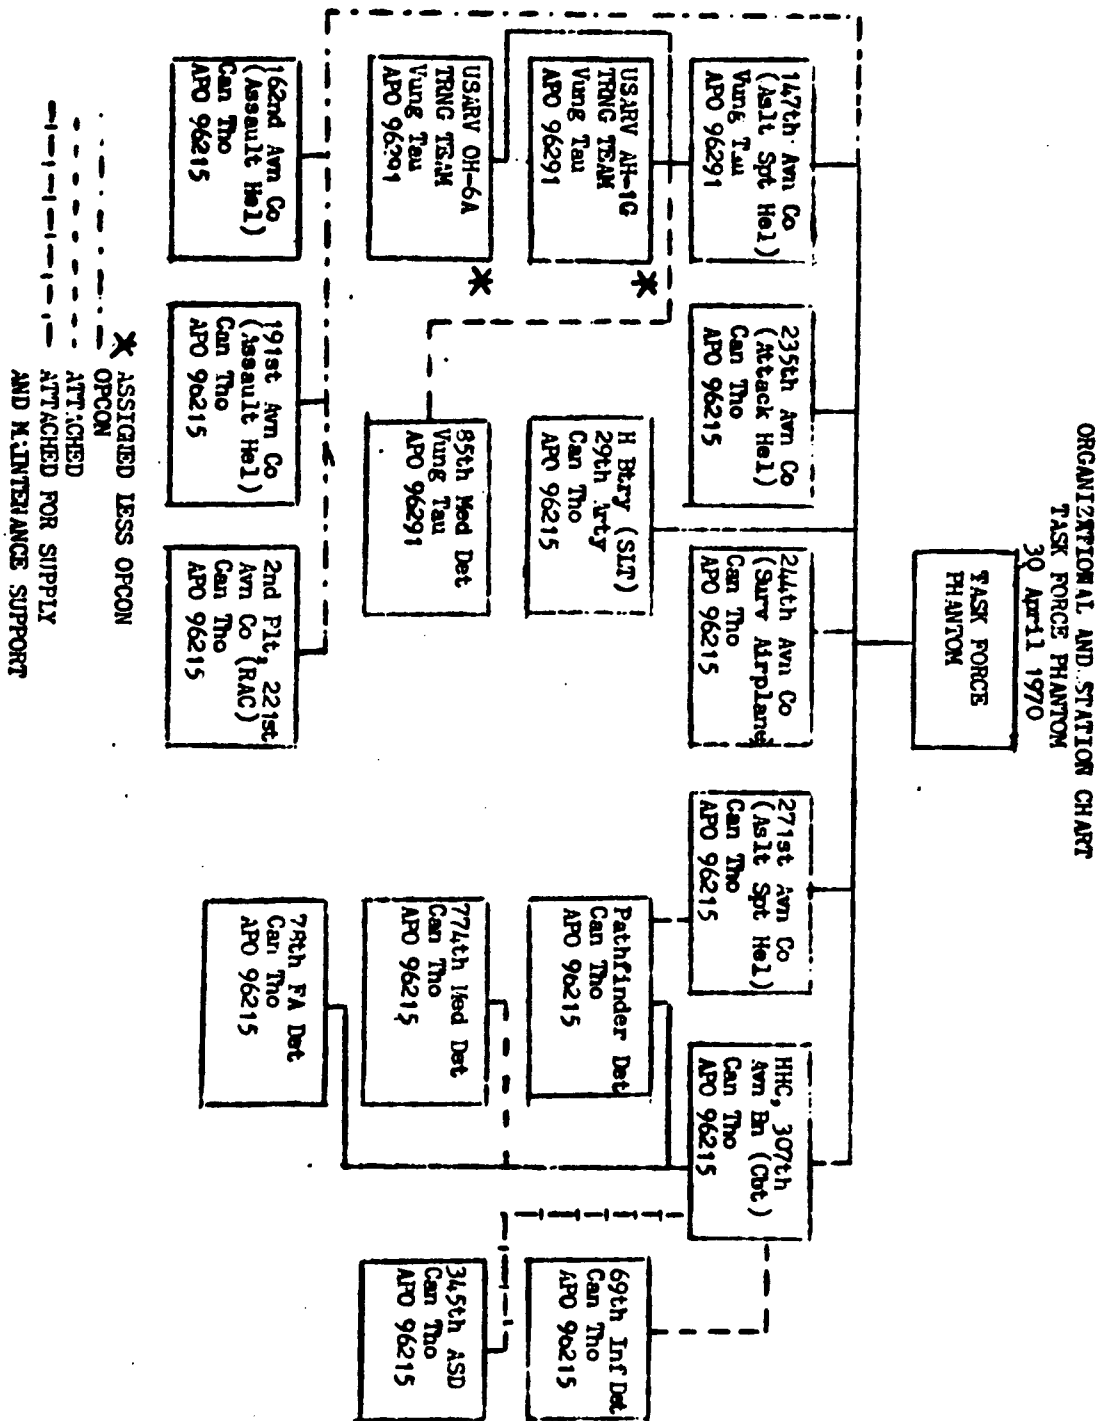 ORGANIZATIONAL AND STATION CHART
TASK FORCE PHANTOM
30 April 1970
TASK FORCE
PHANTOM
147th Avn Co
(Aslt Spt Hel)
Vung Tau
APO 96291
235th Avn Co
(Attack Hel)
Can Tho
APO 96215
244th Avn Co
(Surv Airplane)
Can Tho
APO 96215
271st Avn Co
(Aslt Spt Hel)
Can Tho
APO 96215
HHC, 307th
Avn Bn (Cbt)
Can Tho
APO 96215
USARV AH-1G
TRNG TEAM
Vung Tau
APO 96291
*
H Btry (SLT)
29th Arty
Can Tho
APO 96215
Pathfinder Det
Can Tho
APO 96215
69th Inf Det
Can Tho
APO 96215
USARV OH-6A
TRNG TEAM
Vung Tau
APO 96291
*
85th Med Det
Vung Tau
APO 96291
774th Med Det
Can Tho
APO 96215
345th ASD
Can Tho
APO 96215
162nd Avn Co
(Assault Hel)
Can Tho
APO 96215
191st Avn Co
(Assault Hel)
Can Tho
APO 96215
2nd Plt, 221st
Avn Co (RAC)
Can Tho
APO 96215
78th FA Det
Can Tho
APO 96215
* ASSIGNED LESS OPCON
OPCON
ATTACHED
ATTACHED FOR SUPPLY
AND MAINTENANCE SUPPORT